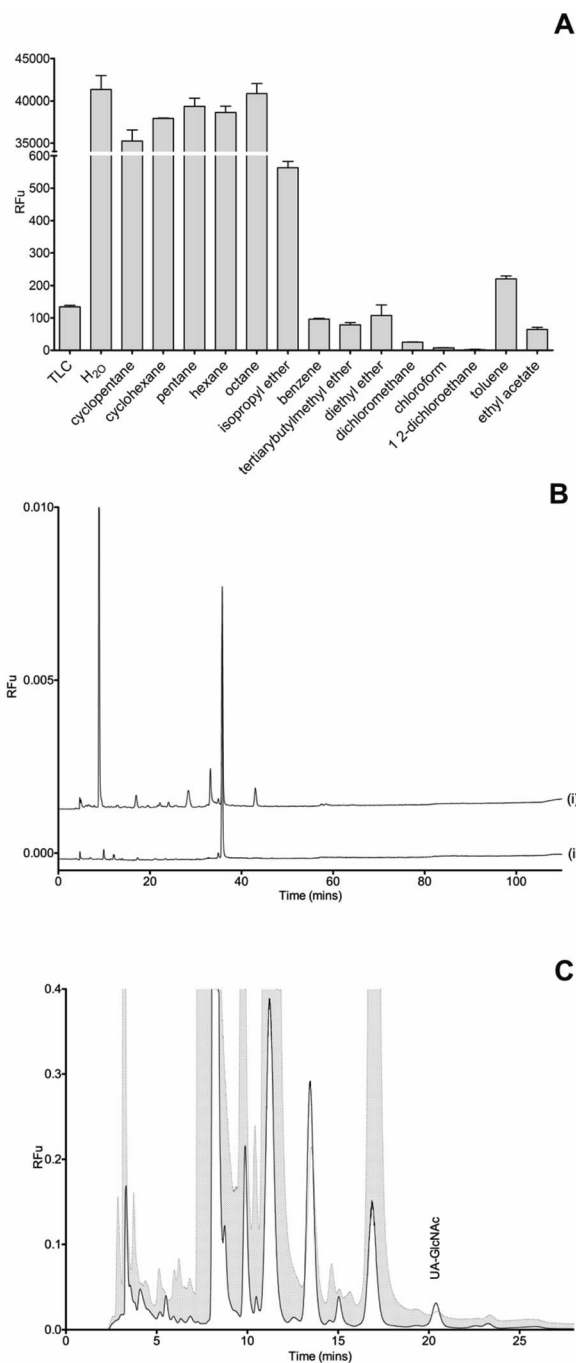 A
45000
40000
35000
600
500
400
300
200
100
0
RFu
TLC
H2O
cyclopentane
cyclohexane
pentane
hexane
octane
isopropyl ether
benzene
tertiarybutylmethyl ether
diethyl ether
dichloromethane
chloroform
1 2-dichloroethane
toluene
ethyl acetate
B
0.010
0.005
0.000
RFu
(i)
(i
0 20 40 60 80 100
Time (mins)
C
0.4
0.3
0.2
0.1
0.0
RFu
UA-GlcNAc
0 5 10 15 20 25
Time (mins)